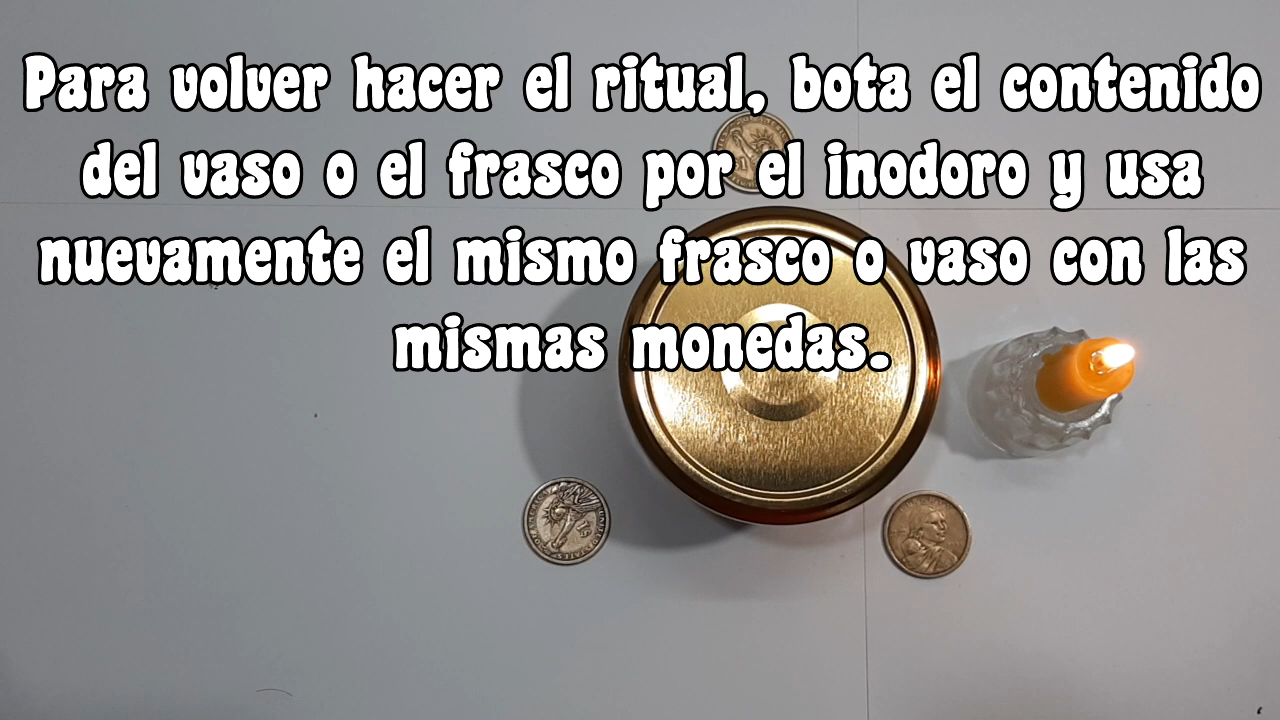 Para volver hacer el ritual, bota el contenido
del vaso o el frasco por el inodoro y usa
nuevamente el mismo frasco o vaso con las
mismas monedas.